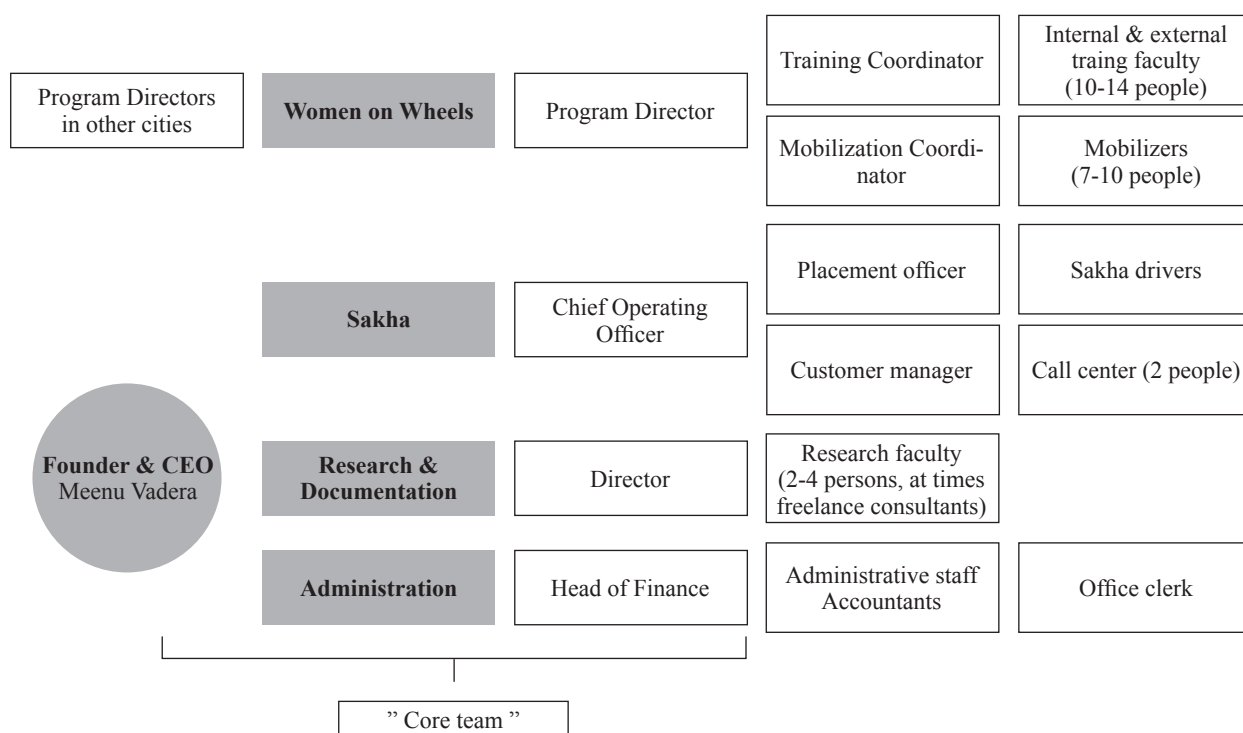 Program Directors
in other cities
Women on Wheels
Program Director
Training Coordinator
Internal & external
traing faculty
(10-14 people)
Mobilization Coordi-
nator
Mobilizers
(7-10 people)
Sakha
Chief Operating
Officer
Placement officer
Sakha drivers
Customer manager
Call center (2 people)
Founder & CEO
Meenu Vadera
Research &
Documentation
Director
Research faculty
(2-4 persons, at times
freelance consultants)
Administration
Head of Finance
Administrative staff
Accountants
Office clerk
” Core team ”